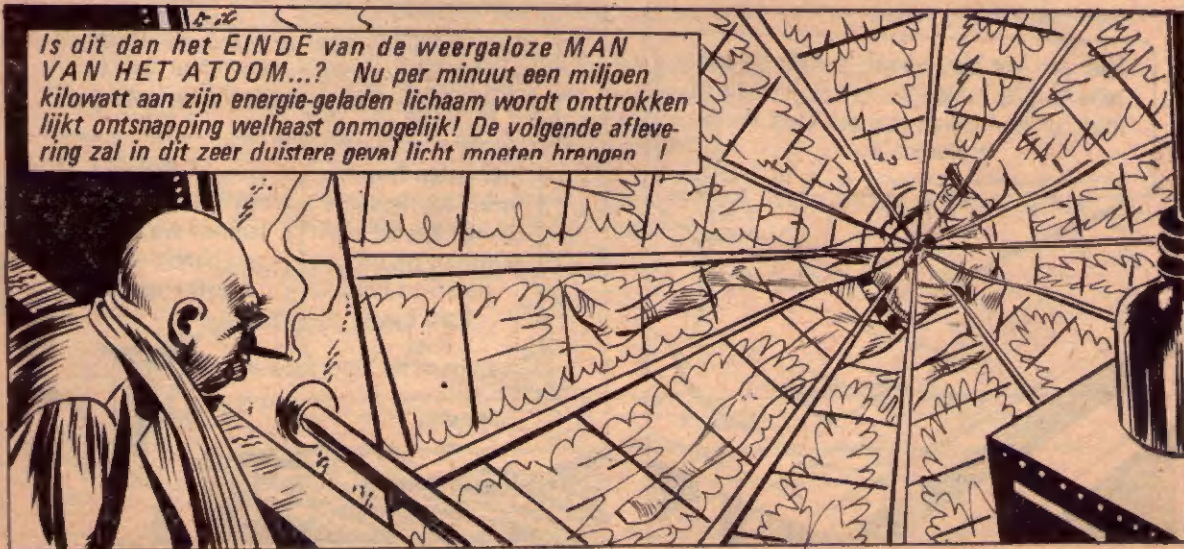 Is dit dan het EINDE van de weergaloze MAN
VAN HET ATOOM...? Nu per minuut een miljoen
kilowatt aan zijn energie-geladen lichaam wordt onttrokken
lijkt ontsnapping welhaast onmogelijk! De volgende afleve-
ring zal in dit zeer duistere geval licht moeten brengen !